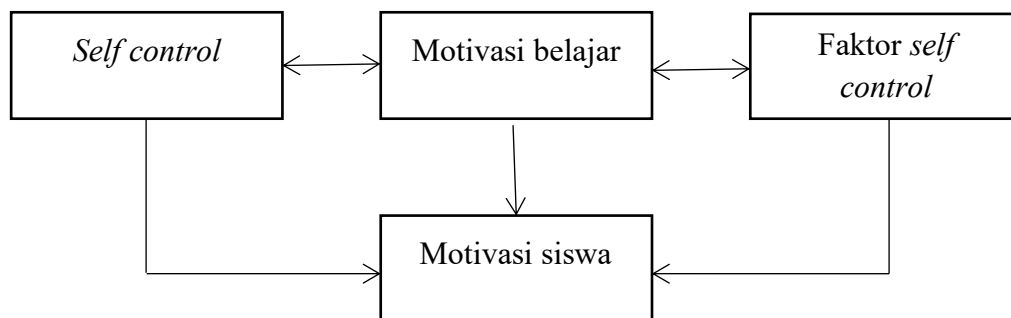 Self control
Motivasi belajar
Faktor self
control
Motivasi siswa